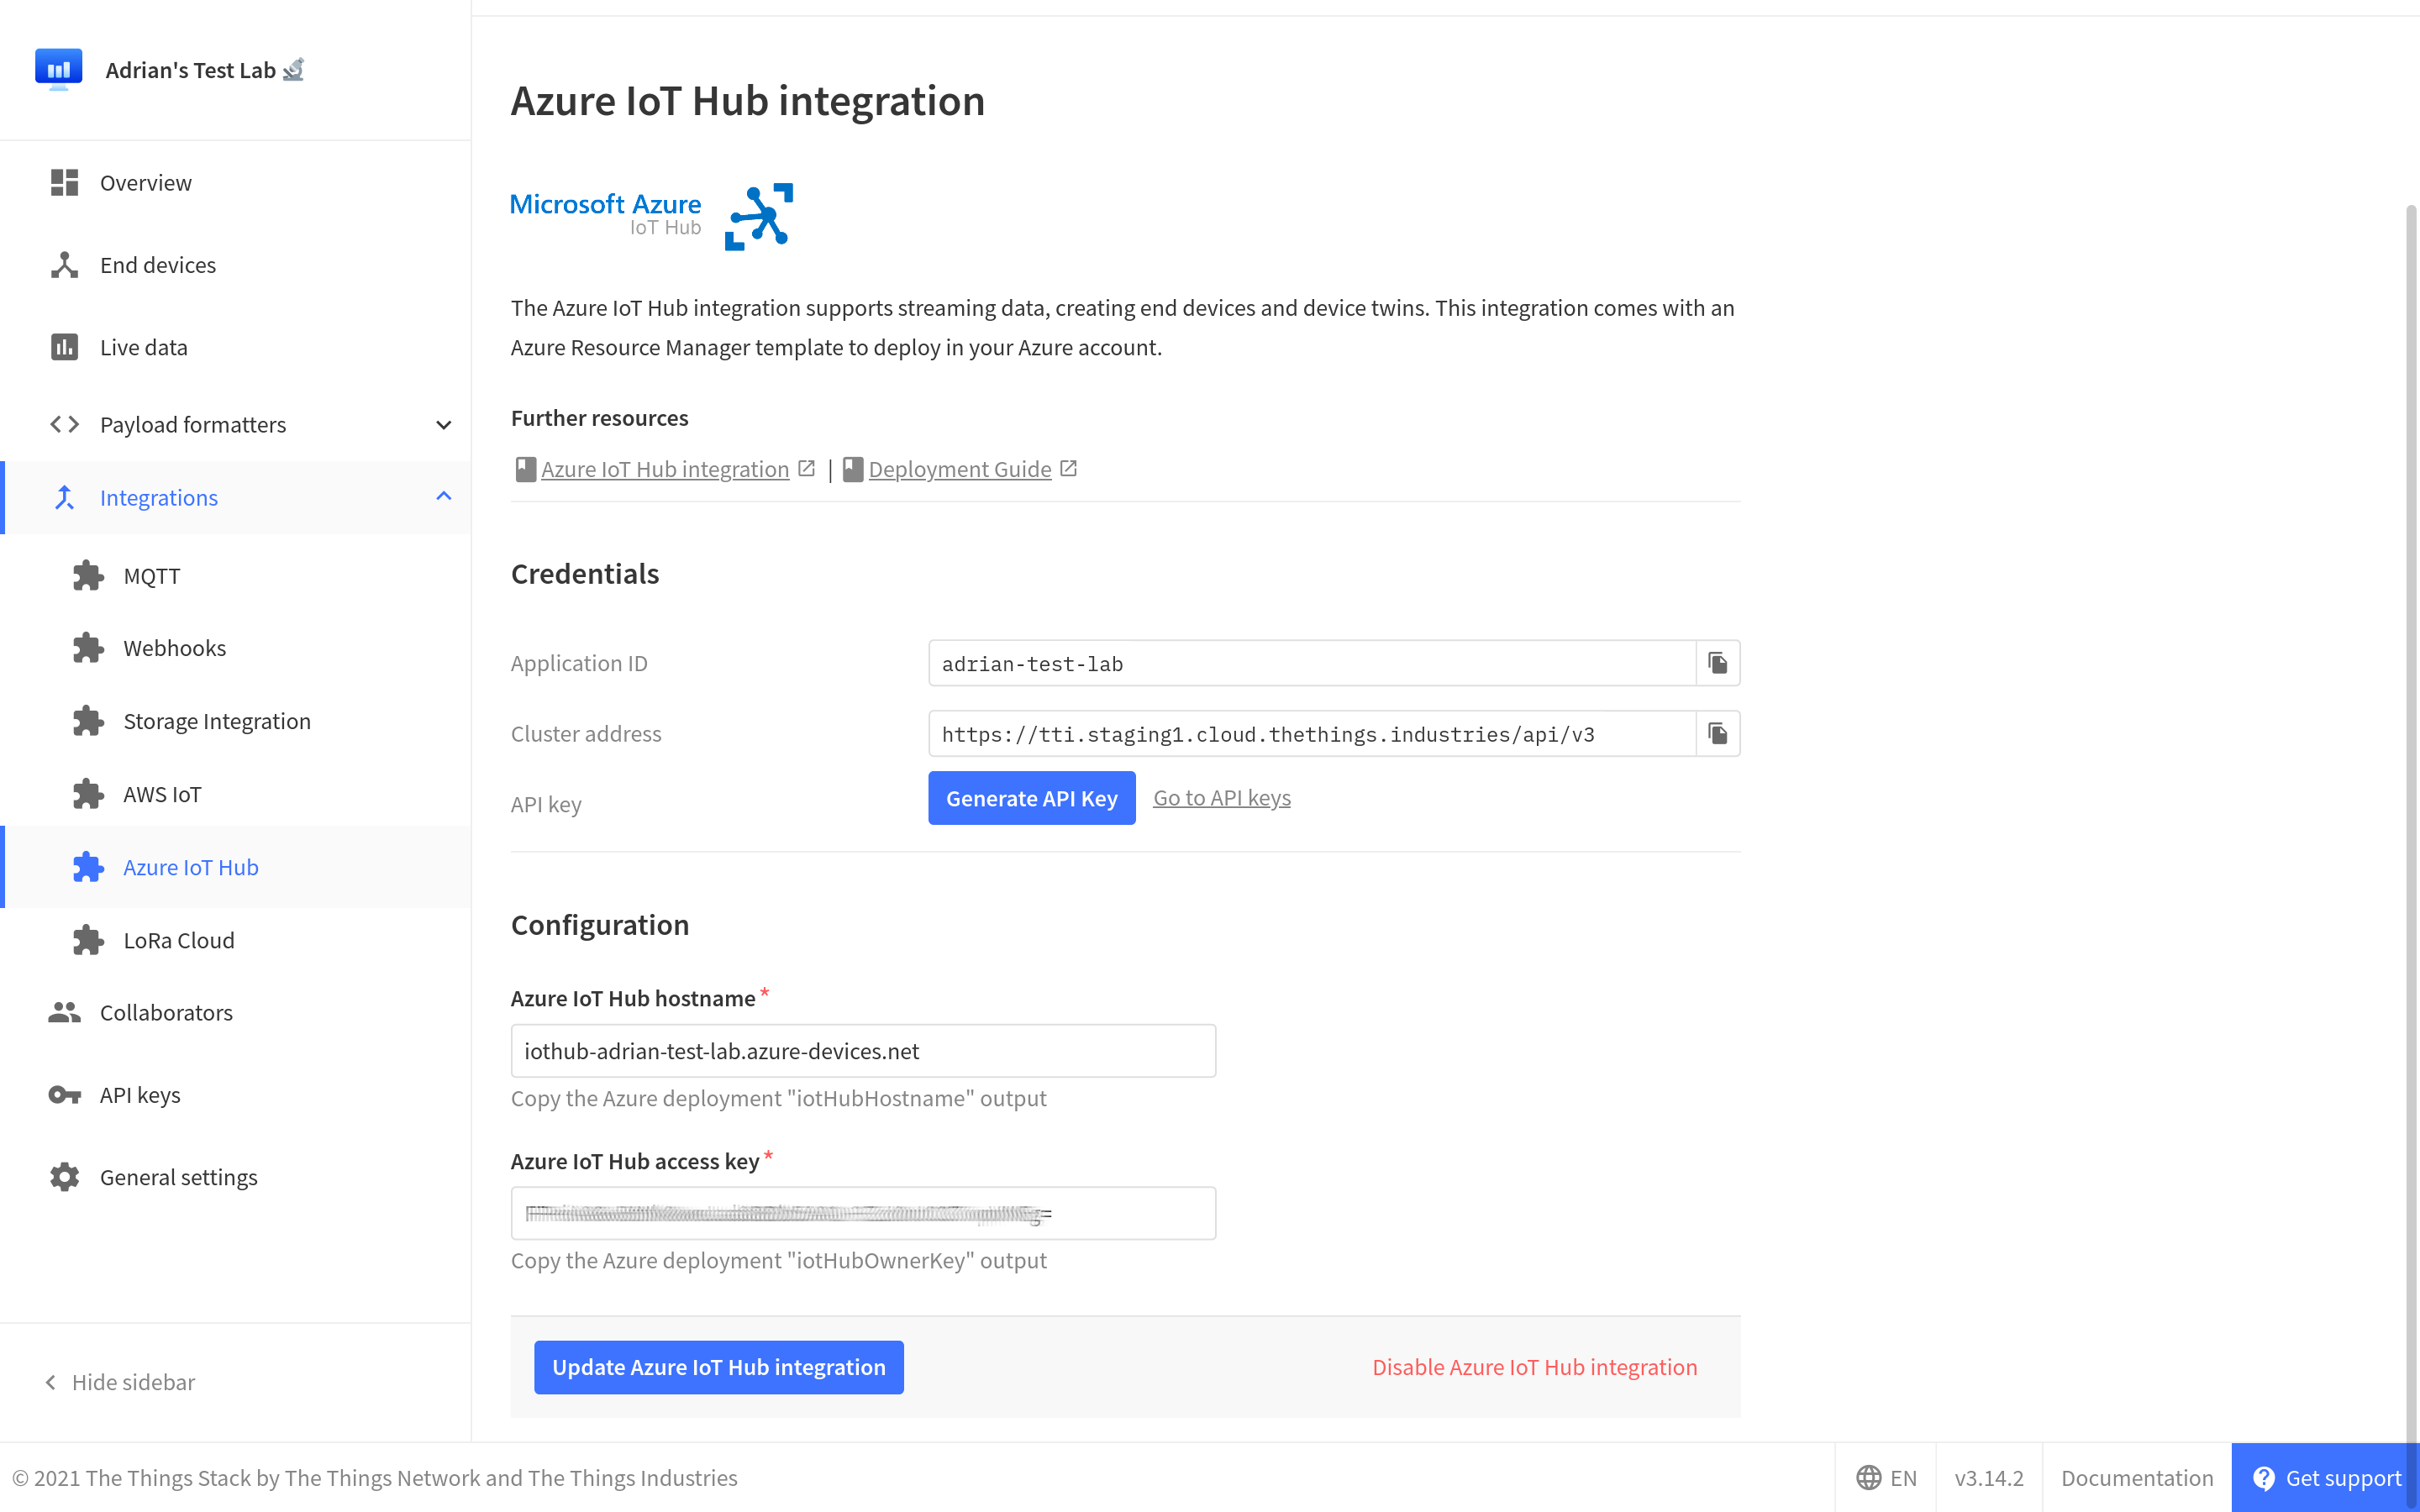 Adrian's Test Lab
Overview
End devices
Live data
Payload formatters
Integrations
MQTT
Webhooks
Storage Integration
AWS IoT
Azure IoT Hub
LoRa Cloud
Collaborators
API keys
General settings
Hide sidebar
Azure IoT Hub integration
Microsoft Azure
IoT Hub
The Azure IoT Hub integration supports streaming data, creating end devices and device twins. This integration comes with an
Azure Resource Manager template to deploy in your Azure account.
Further resources
Azure IoT Hub integration | Deployment Guide
Credentials
Application ID adrian-test-lab
Cluster address https://tti.staging1.cloud.thethings.industries/api/v3
API key Generate API Key Go to API keys
Configuration
Azure IoT Hub hostname *
iothub-adrian-test-lab.azure-devices.net
Copy the Azure deployment "iotHubHostname" output
Azure IoT Hub access key *
Copy the Azure deployment "iotHubOwnerKey" output
Update Azure IoT Hub integration Disable Azure IoT Hub integration
© 2021 The Things Stack by The Things Network and The Things Industries EN v3.14.2 Documentation Get support